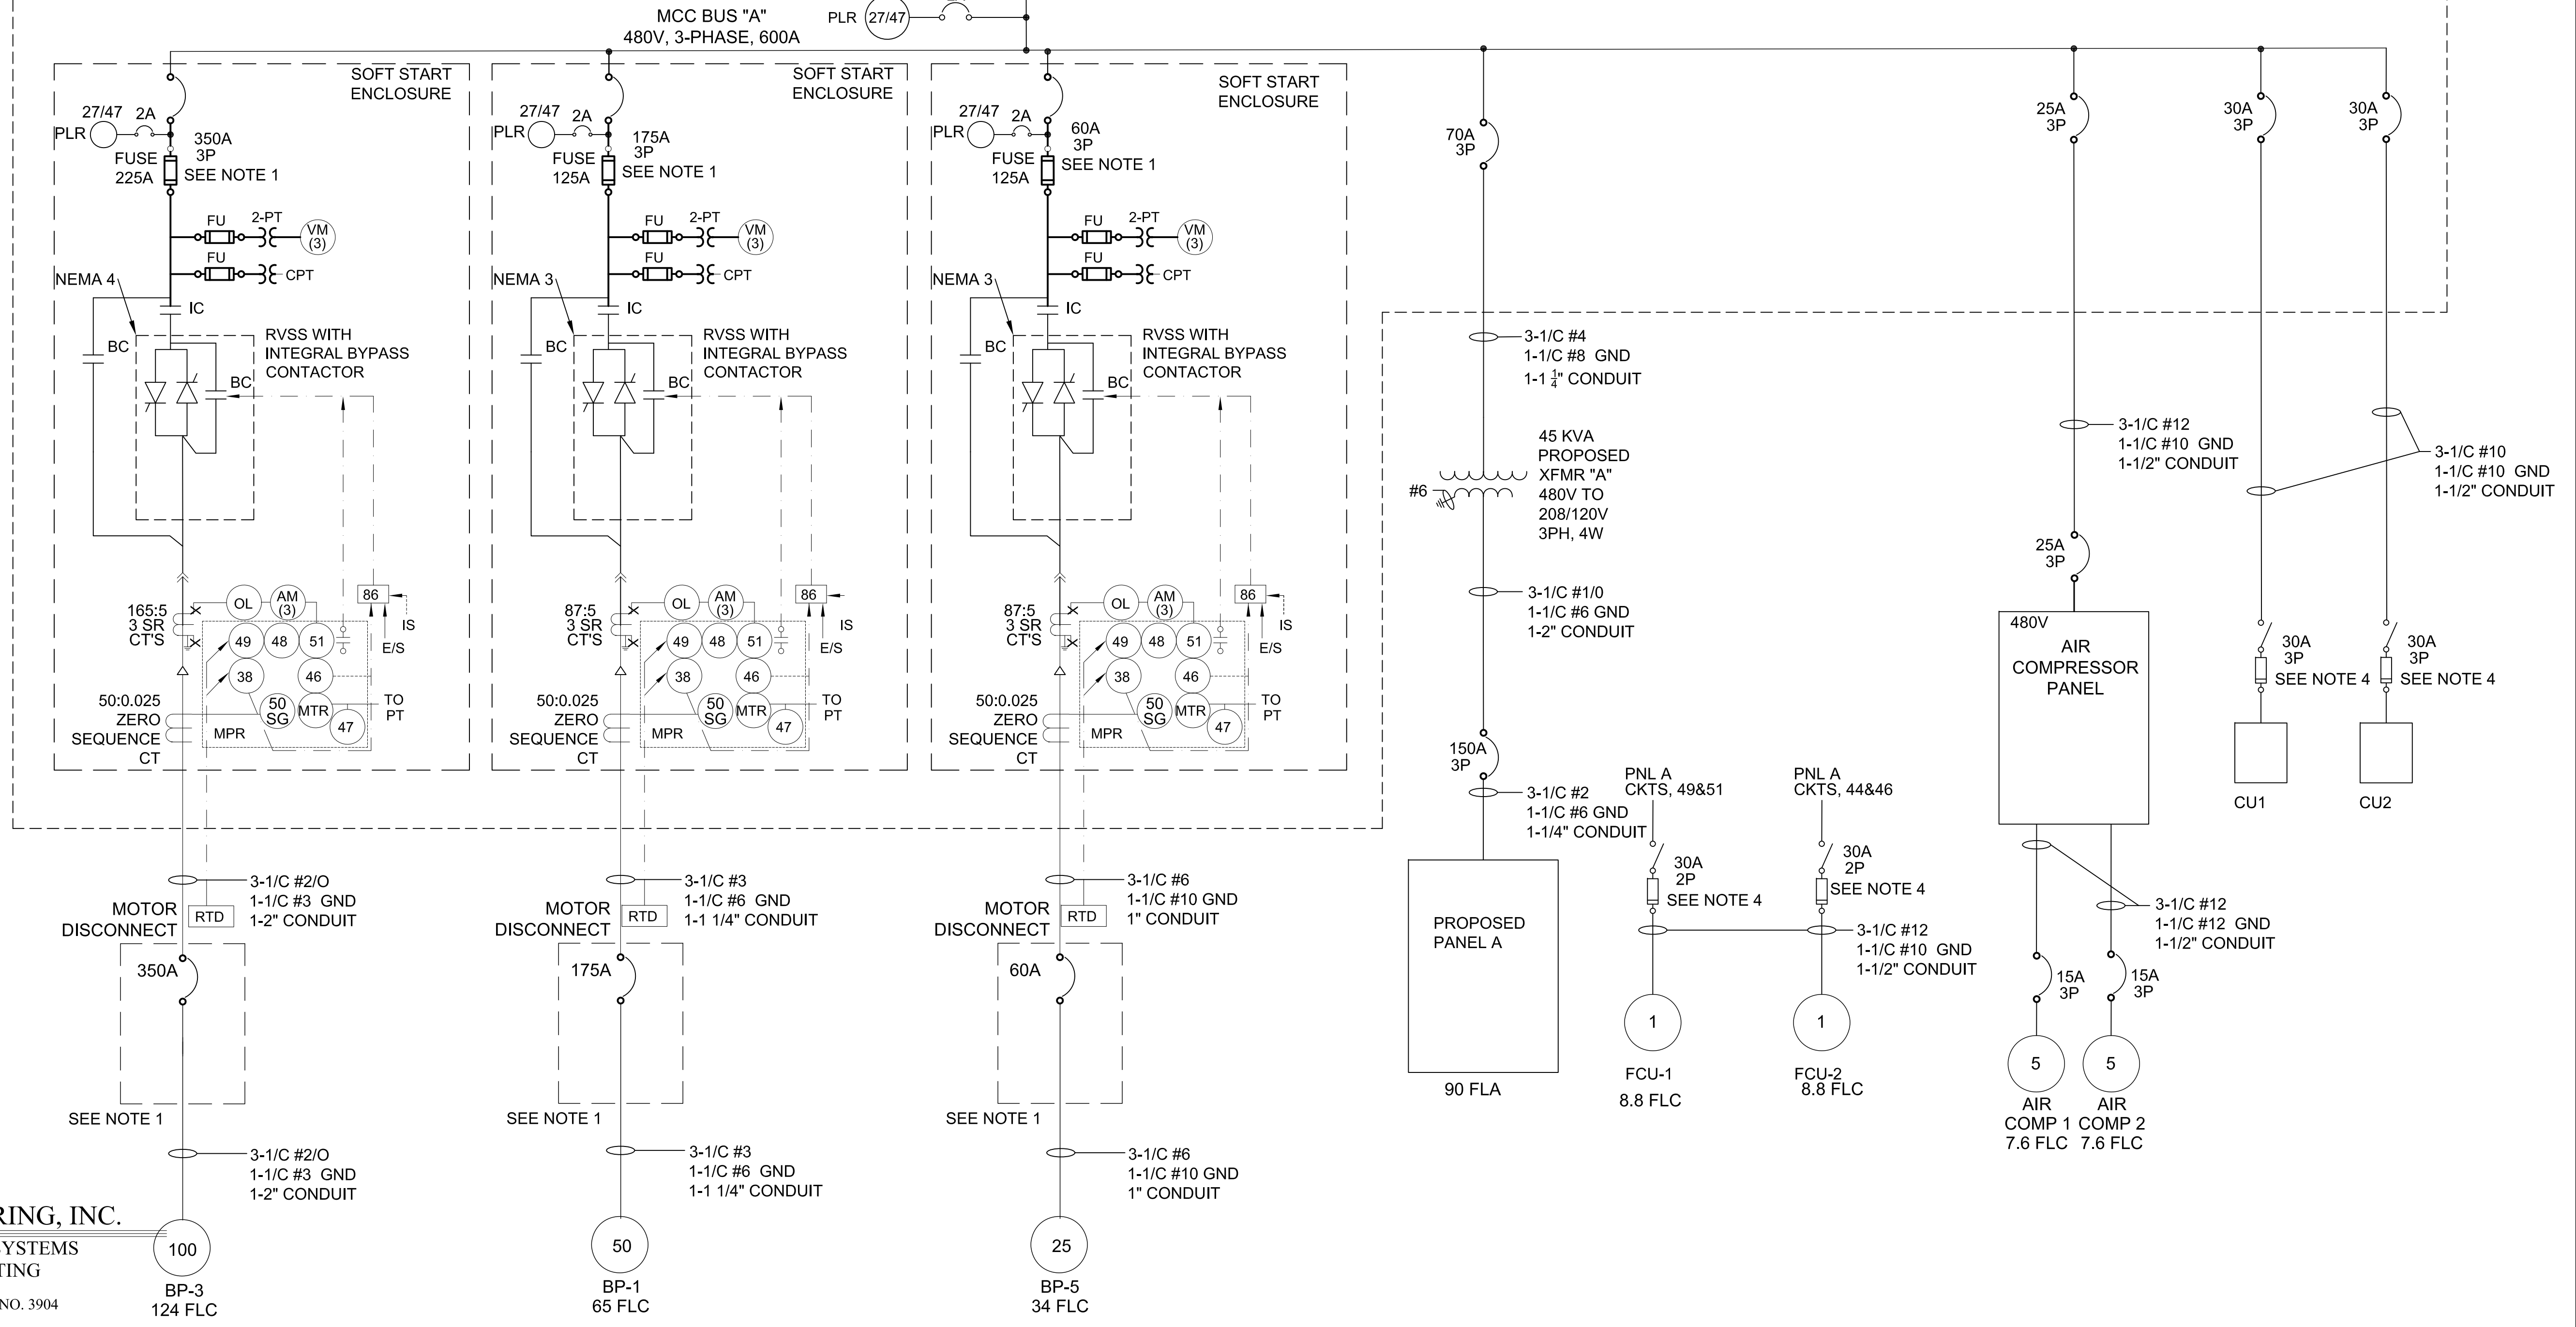 MCC BUS "A"
480V, 3-PHASE, 600A
PLR
27/47
SOFT START
ENCLOSURE
27/47
2A
PLR
350A
3P
FUSE
225A
SEE NOTE 1
FU
2-PT
VM
(3)
FU
CPT
NEMA 4
IC
BC
RVSS WITH
INTEGRAL BYPASS
CONTACTOR
BC
165:5
3 SR
CT'S
OL
AM
(3)
86
IS
E/S
49
48
51
38
46
50
SG
MTR
47
TO
PT
MPR
50:0.025
ZERO
SEQUENCE
CT
3-1/C #2/O
1-1/C #3 GND
1-2" CONDUIT
MOTOR
DISCONNECT
RTD
350A
SEE NOTE 1
3-1/C #2/O
1-1/C #3 GND
1-2" CONDUIT
100
BP-3
124 FLC
SOFT START
ENCLOSURE
27/47
2A
PLR
175A
3P
FUSE
125A
SEE NOTE 1
FU
2-PT
VM
(3)
FU
CPT
NEMA 3
IC
BC
RVSS WITH
INTEGRAL BYPASS
CONTACTOR
BC
87:5
3 SR
CT'S
OL
AM
(3)
86
IS
E/S
49
48
51
38
46
50
SG
MTR
47
TO
PT
MPR
50:0.025
ZERO
SEQUENCE
CT
3-1/C #3
1-1/C #6 GND
1-1 1/4" CONDUIT
MOTOR
DISCONNECT
RTD
175A
SEE NOTE 1
3-1/C #3
1-1/C #6 GND
1-1 1/4" CONDUIT
50
BP-1
65 FLC
SOFT START
ENCLOSURE
27/47
2A
PLR
60A
3P
FUSE
125A
SEE NOTE 1
FU
2-PT
VM
(3)
FU
CPT
NEMA 3
IC
BC
RVSS WITH
INTEGRAL BYPASS
CONTACTOR
BC
87:5
3 SR
CT'S
OL
AM
(3)
86
IS
E/S
49
48
51
38
46
50
SG
MTR
47
TO
PT
MPR
50:0.025
ZERO
SEQUENCE
CT
3-1/C #6
1-1/C #10 GND
1" CONDUIT
MOTOR
DISCONNECT
RTD
60A
SEE NOTE 1
3-1/C #6
1-1/C #10 GND
1" CONDUIT
25
BP-5
34 FLC
70A
3P
3-1/C #4
1-1/C #8 GND
1-1 1/4" CONDUIT
45 KVA
PROPOSED
XFMR "A"
480V TO
208/120V
3PH, 4W
#6
3-1/C #1/0
1-1/C #6 GND
1-2" CONDUIT
150A
3P
3-1/C #2
1-1/C #6 GND
1-1/4" CONDUIT
PROPOSED
PANEL A
90 FLA
PNL A
CKTS, 49&51
30A
2P
SEE NOTE 4
1
FCU-1
8.8 FLC
PNL A
CKTS, 44&46
30A
2P
SEE NOTE 4
3-1/C #12
1-1/C #10 GND
1-1/2" CONDUIT
1
FCU-2
8.8 FLC
25A
3P
3-1/C #12
1-1/C #10 GND
1-1/2" CONDUIT
25A
3P
480V
AIR
COMPRESSOR
PANEL
3-1/C #12
1-1/C #12 GND
1-1/2" CONDUIT
15A
3P
15A
3P
5
5
AIR
COMP 1
7.6 FLC
AIR
COMP 2
7.6 FLC
30A
3P
30A
3P
3-1/C #10
1-1/C #10 GND
1-1/2" CONDUIT
30A
3P
SEE NOTE 4
30A
3P
SEE NOTE 4
CU1
CU2
RING, INC.
SYSTEMS
TING
NO. 3904